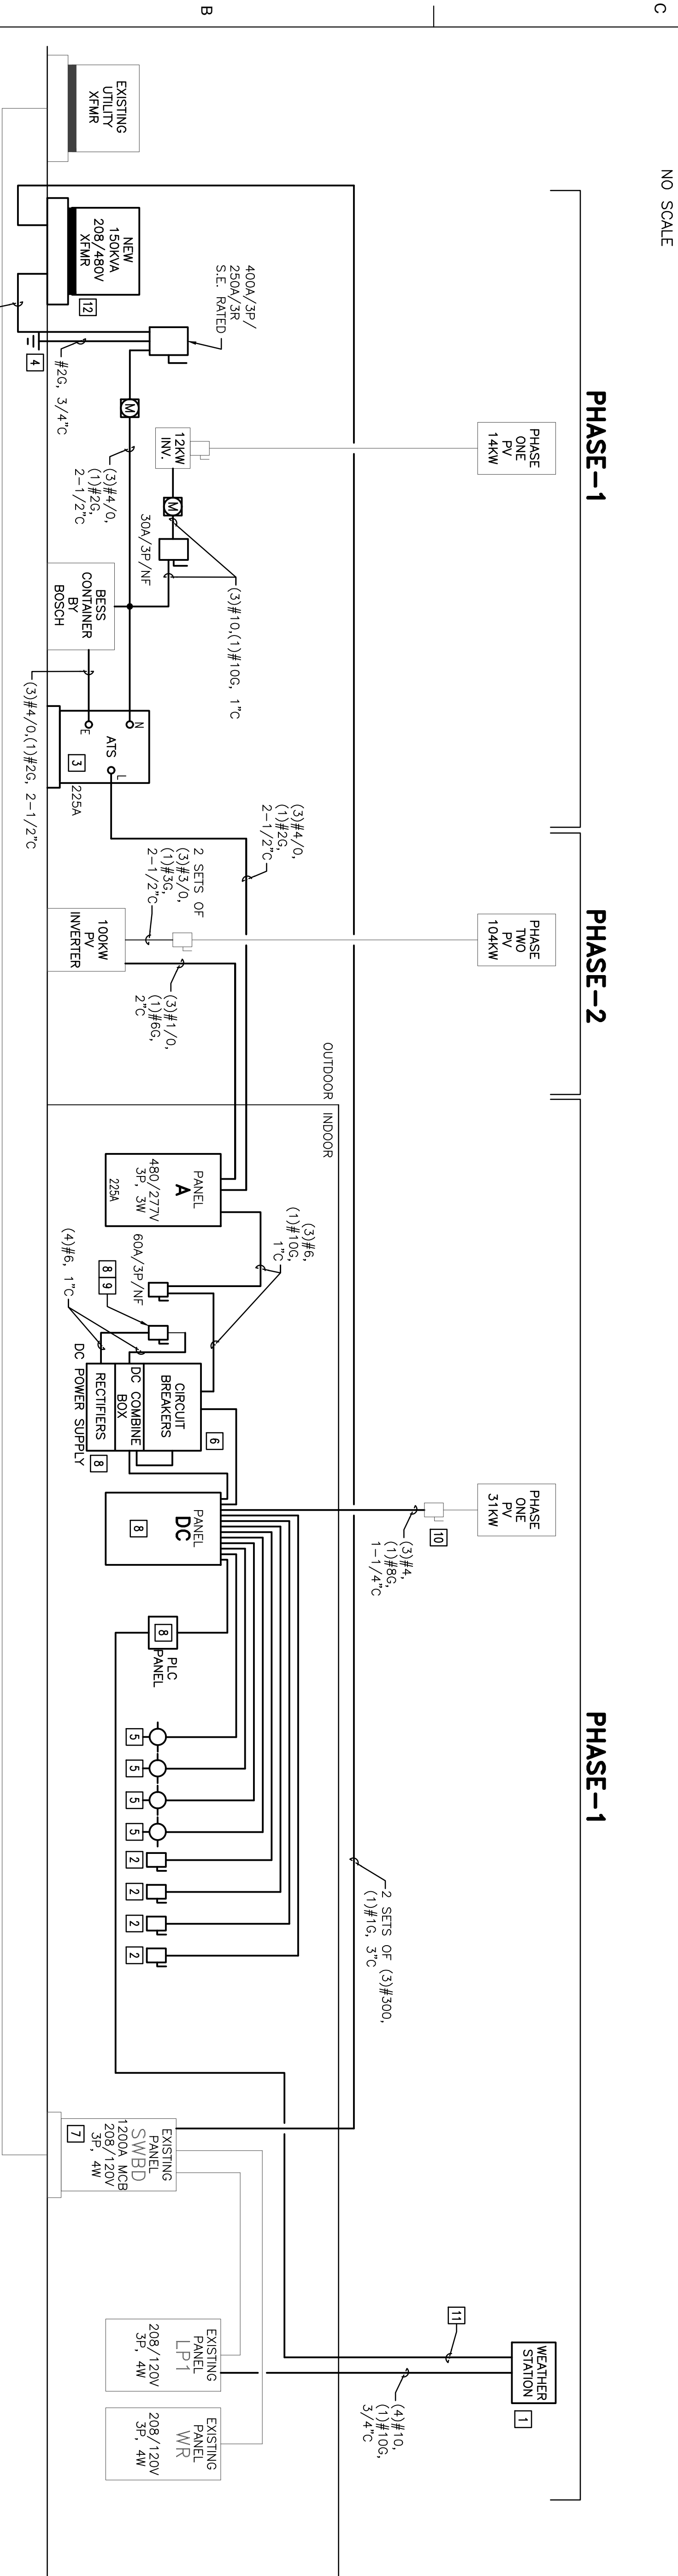 C
B
NO SCALE
PHASE-1
PHASE-2
PHASE-1
PHASE
ONE
PV
14KW
PHASE
TWO
PV
104KW
PHASE
ONE
PV
31KW
10
(3)#4,
(1)#8G,
1-1/4"C
WEATHER
STATION
1
11
(4)#10,
(1)#10G,
3/4"C
2 SETS OF (3)#300,
(1)#1G, 3"C
OUTDOOR
INDOOR
EXISTING
UTILITY
XFMR
NEW
150KVA
208/480V
XFMR
12
400A/3P/
250A/3R
S.E. RATED
4
#2G, 3/4"C
M
(3)#4/0,
(1)#2G,
2-1/2"C
12KW
INV.
M
30A/3P/NF
(3)#10,(1)#10G, 1"C
BESS
CONTAINER
BY
BOSCH
(3)#4/0,(1)#2G, 2-1/2"C
N
E
L
ATS
3
225A
(3)#4/0,
(1)#2G,
2-1/2"C
2 SETS OF
(3)#3/0,
(1)#3G,
2-1/2"C
100KW
PV
INVERTER
(3)#1/0,
(1)#6G,
2"C
PANEL
A
480/277V
3P, 3W
225A
(3)#6,
(1)#10G,
1"C
60A/3P/NF
8 9
(4)#6, 1"C
CIRCUIT
BREAKERS
DC COMBINE
BOX
RECTIFIERS
6
8
DC POWER SUPPLY
PANEL
DC
8
8
PLC
PANEL
5
5
5
5
2
2
2
2
EXISTING
PANEL
SWBD
1200A MCB
208/120V
3P, 4W
7
EXISTING
PANEL
LP1
208/120V
3P, 4W
EXISTING
PANEL
WR
208/120V
3P, 4W